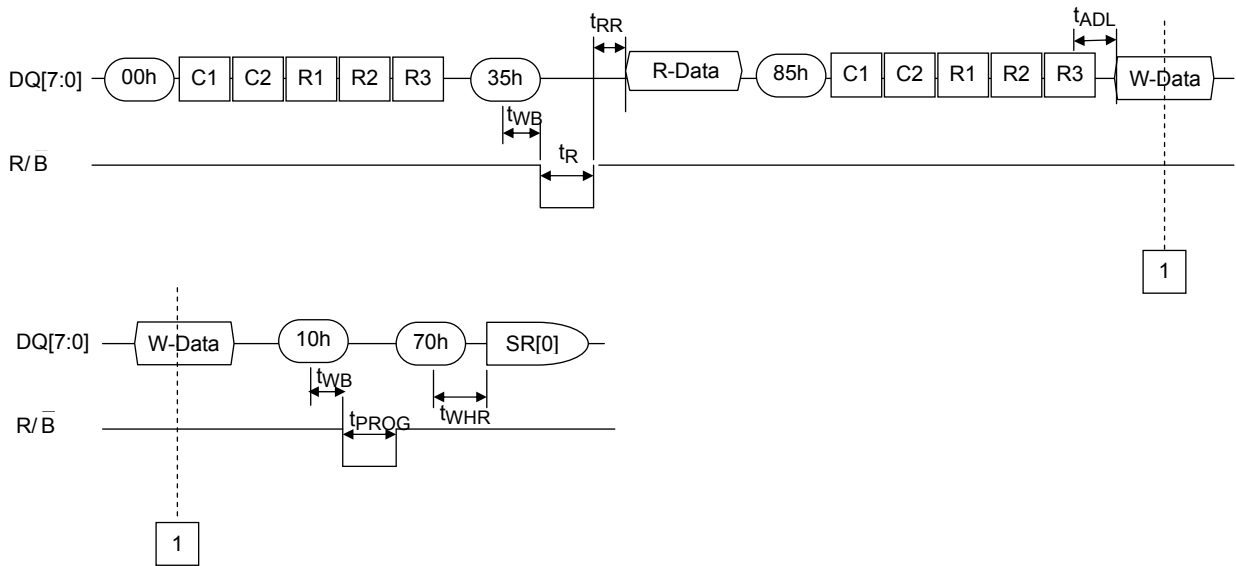 tRR
tADL
DQ[7:0] 00h C1 C2 R1 R2 R3 35h R-Data 85h C1 C2 R1 R2 R3 W-Data
tWB
tR
R/B̅
1
DQ[7:0] W-Data 10h 70h SR[0]
tWB
tWHR
tPROG
R/B̅
1